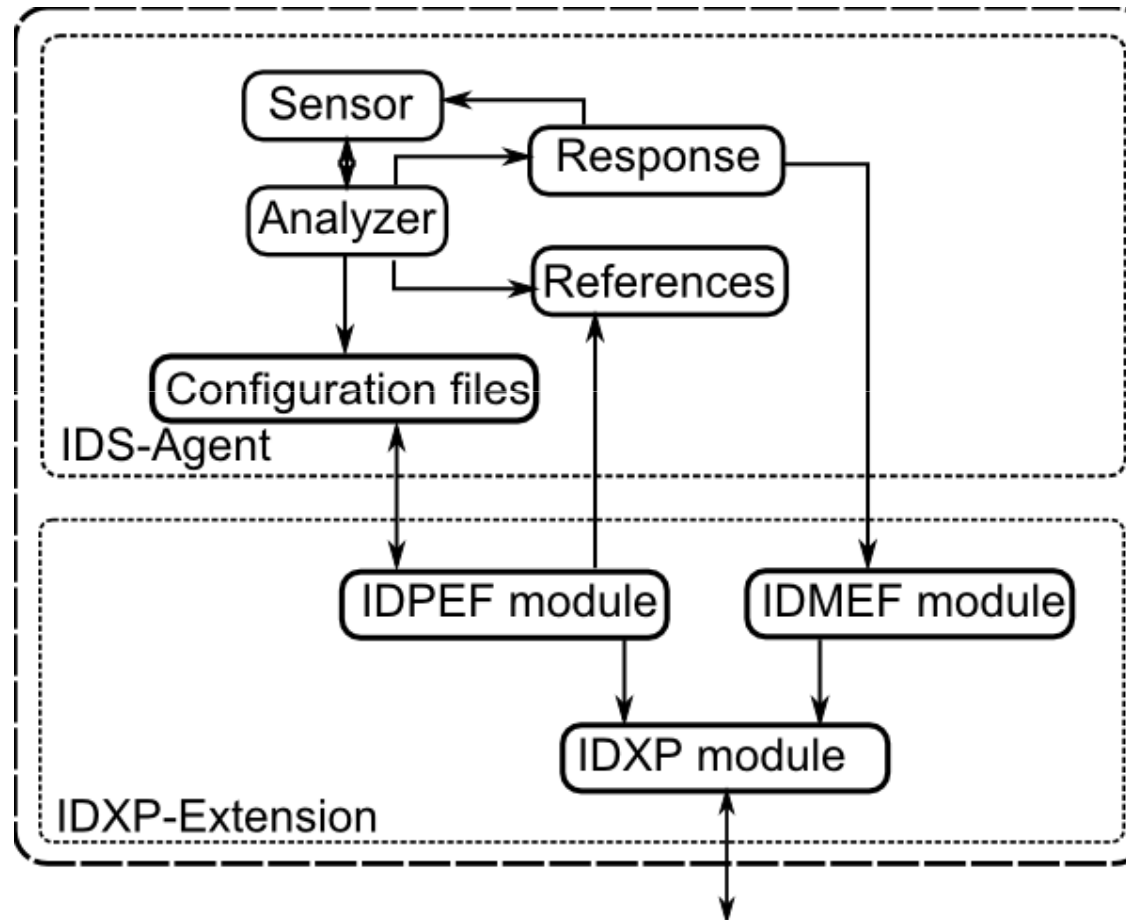 Sensor
Response
Analyzer
References
Configuration files
IDS-Agent
IDPEF module
IDMEF module
IDXP module
IDXP-Extension